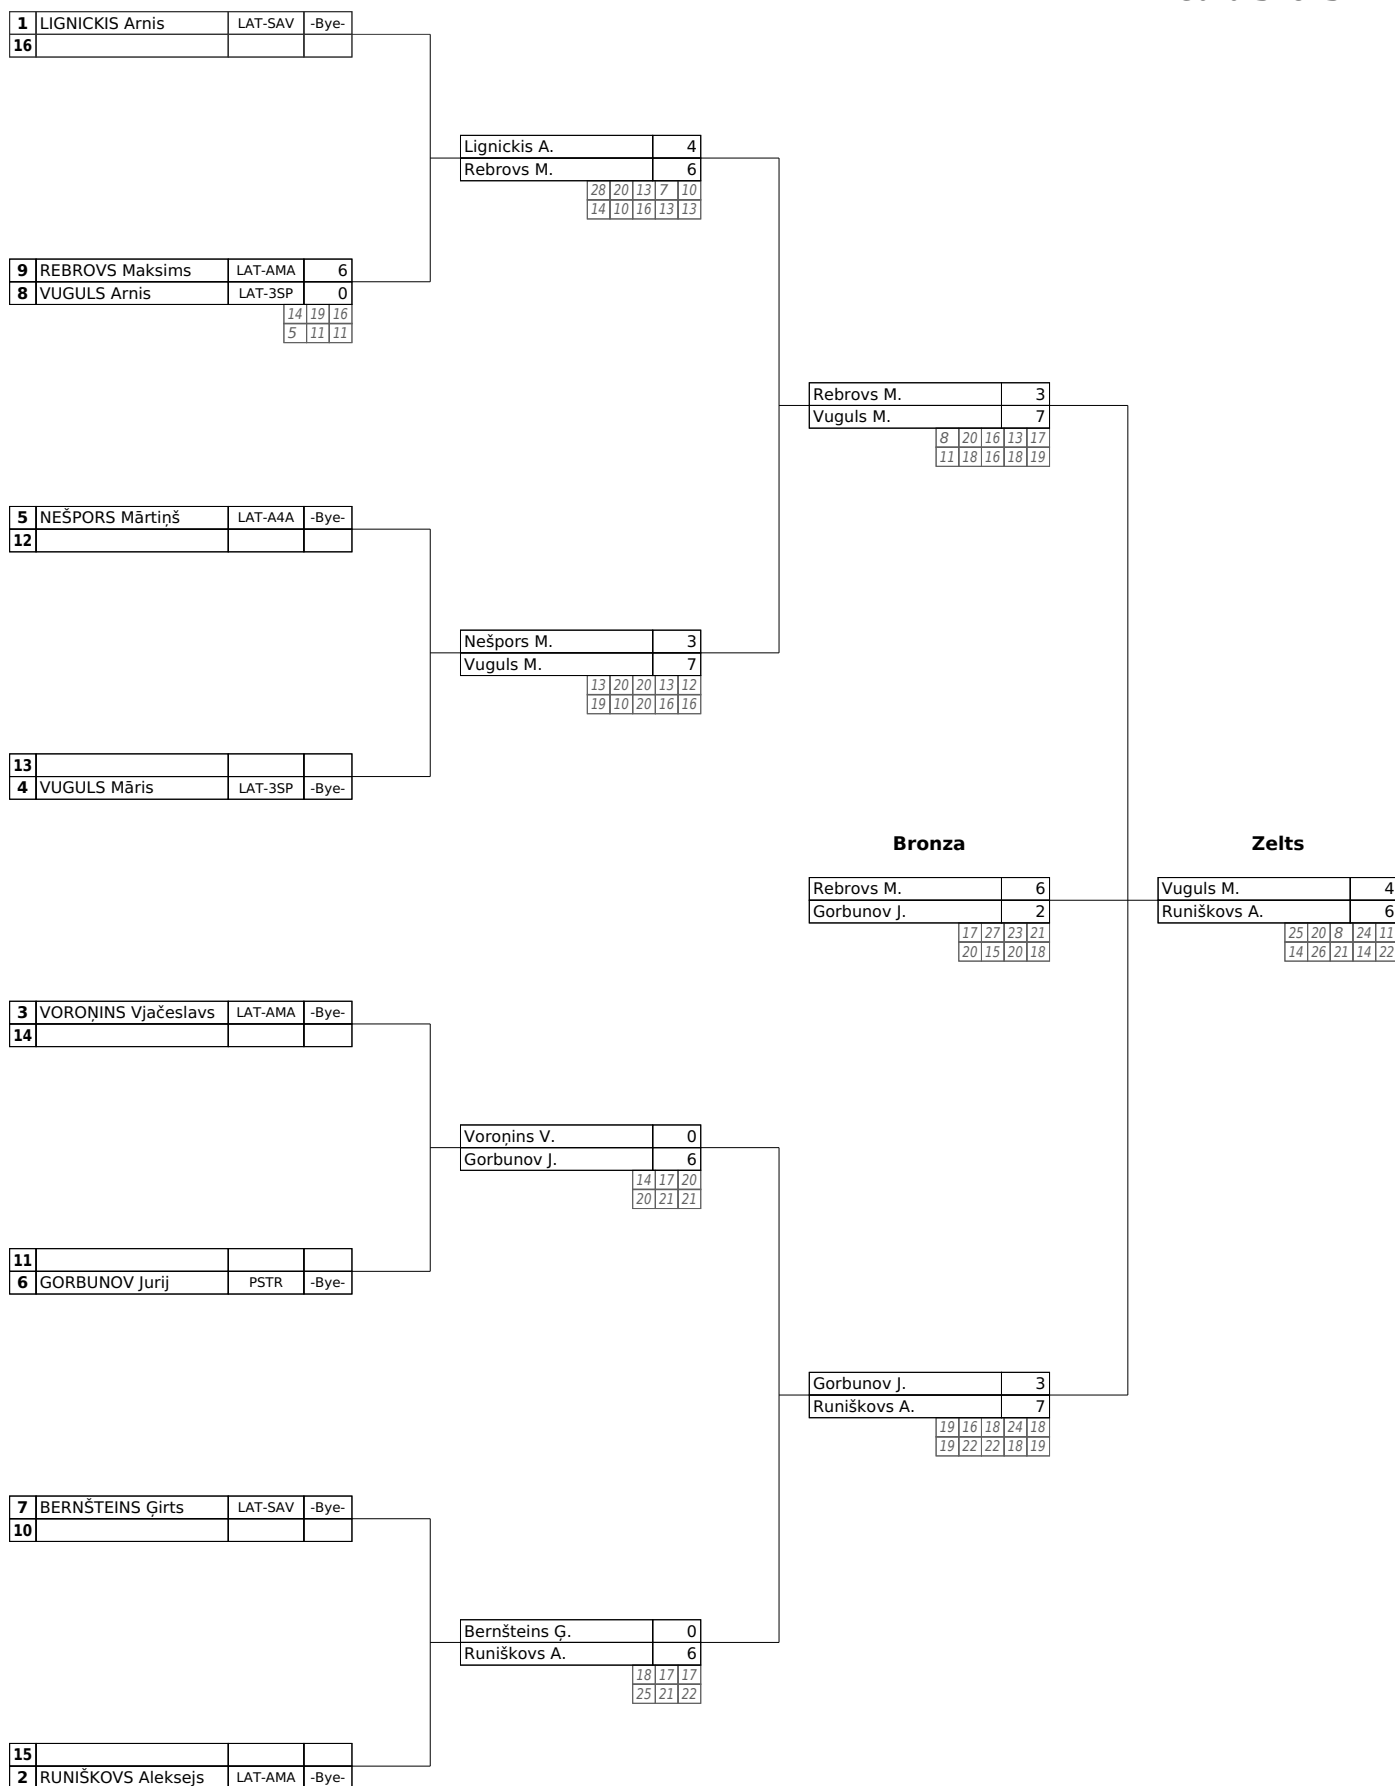 1 LIGNICKIS Arnis LAT-SAV -Bye-
16
Lignickis A. 4
Rebrovs M. 6
28 20 13 7 10
14 10 16 13 13
9 REBROVS Maksims LAT-AMA 6
8 VUGULS Arnis LAT-3SP 0
14 19 16
5 11 11
Rebrovs M. 3
Vuguls M. 7
8 20 16 13 17
11 18 16 18 19
5 NEŠPORS Mārtiņš LAT-A4A -Bye-
12
Nešpors M. 3
Vuguls M. 7
13 20 20 13 12
19 10 20 16 16
13
4 VUGULS Māris LAT-3SP -Bye-
Bronza
Zelts
Rebrovs M. 6
Gorbunov J. 2
17 27 23 21
20 15 20 18
Vuguls M. 4
Runiškovs A. 6
25 20 8 24 11
14 26 21 14 22
3 VOROŅINS Vjačeslavs LAT-AMA -Bye-
14
Voroņins V. 0
Gorbunov J. 6
14 17 20
20 21 21
11
6 GORBUNOV Jurij PSTR -Bye-
Gorbunov J. 3
Runiškovs A. 7
19 16 18 24 18
19 22 22 18 19
7 BERNŠTEINS Ģirts LAT-SAV -Bye-
10
Bernšteins Ģ. 0
Runiškovs A. 6
18 17 17
25 21 22
15
2 RUNIŠKOVS Aleksejs LAT-AMA -Bye-